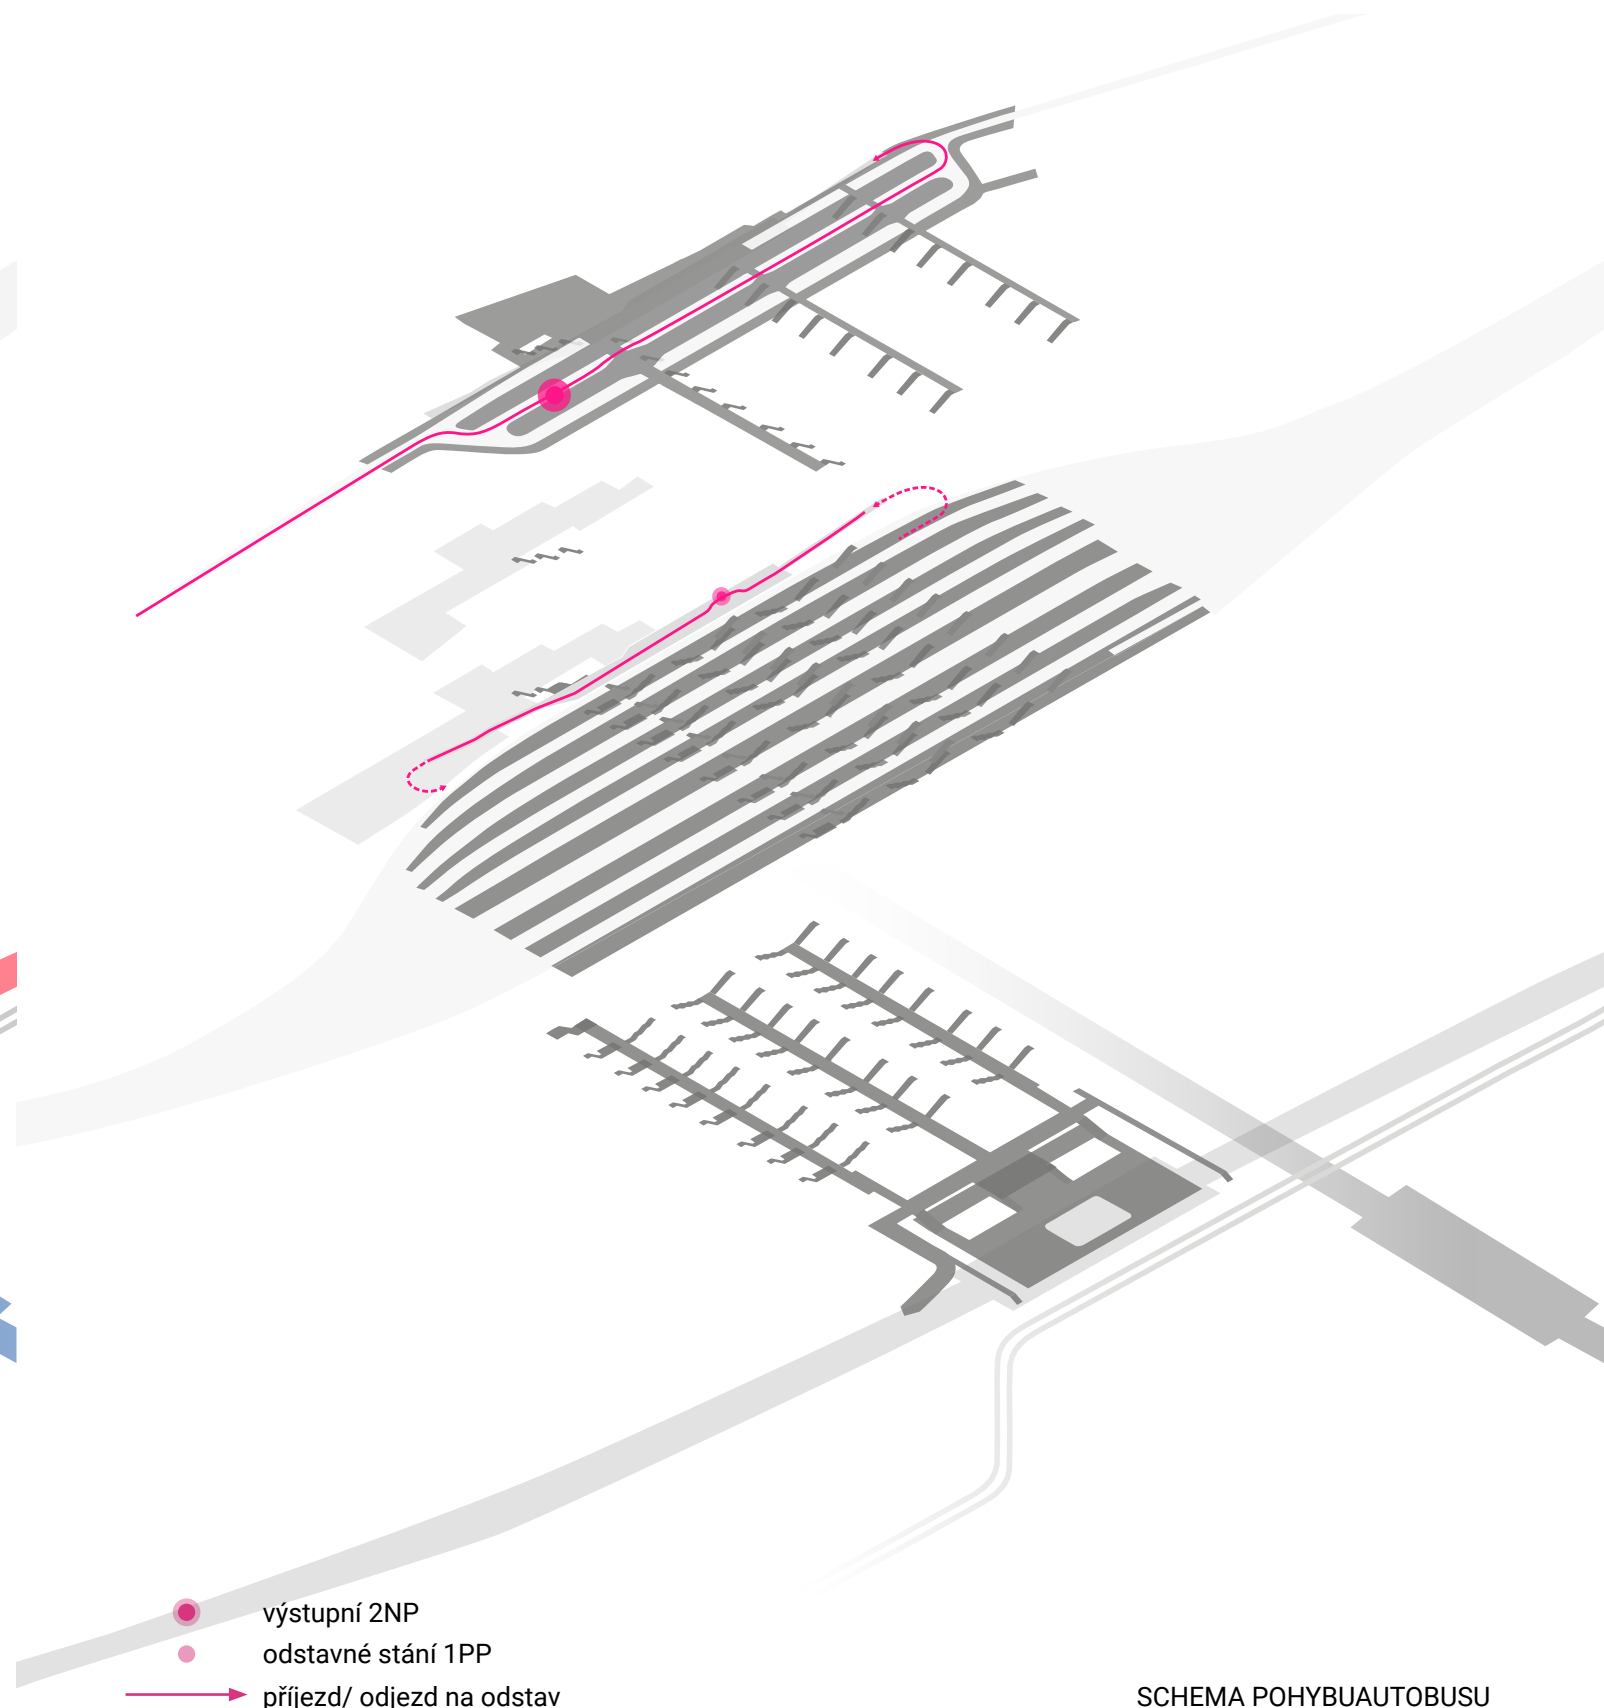 výstupní 2NP
odstavné stání 1PP
příjezd/ odjezd na odstav
SCHEMA POHYBUAUTOBUSU